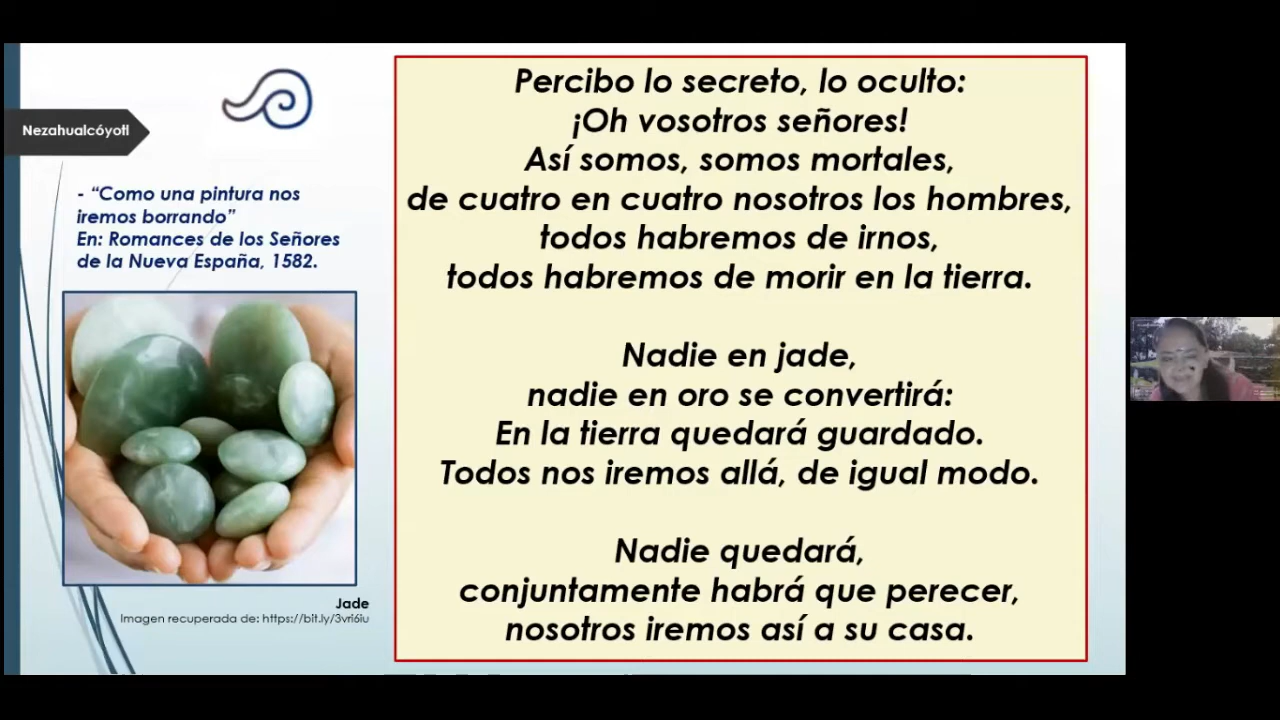 Nezahualcóyotl
- “Como una pintura nos
iremos borrando”
En: Romances de los Señores
de la Nueva España, 1582.
Jade
Imagen recuperada de: https://bit.ly/3vri6iu
Percibo lo secreto, lo oculto:
¡Oh vosotros señores!
Así somos, somos mortales,
de cuatro en cuatro nosotros los hombres,
todos habremos de irnos,
todos habremos de morir en la tierra.
Nadie en jade,
nadie en oro se convertirá:
En la tierra quedará guardado.
Todos nos iremos allá, de igual modo.
Nadie quedará,
conjuntamente habrá que perecer,
nosotros iremos así a su casa.